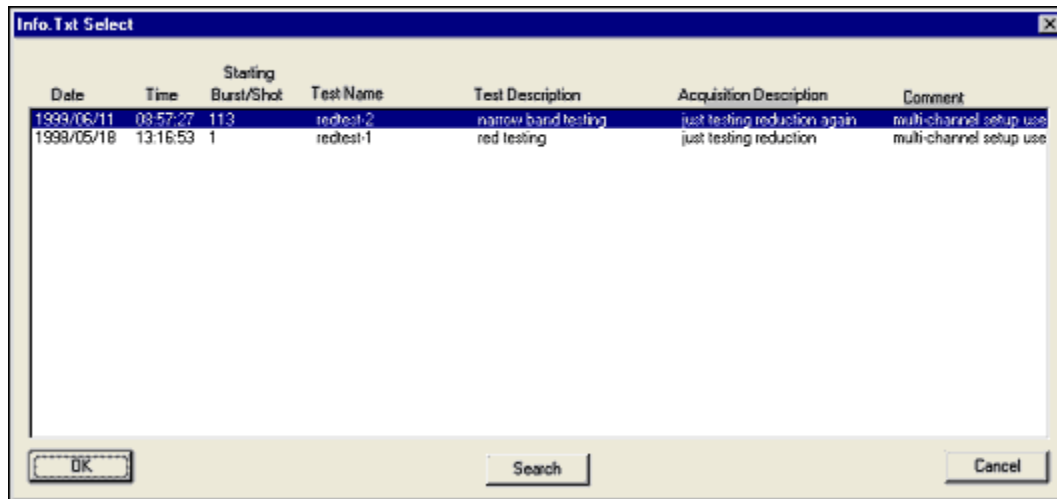 Info.Txt Select
Starting
Date Time Burst/Shot Test Name Test Description Acquisition Description Comment
1999/06/11 08:57:27 113 redtest-2 narrow band testing just testing reduction again multi-channel setup use
1998/05/18 13:16:53 1 redtest-1 red testing just testing reduction multi-channel setup use
OK Search Cancel